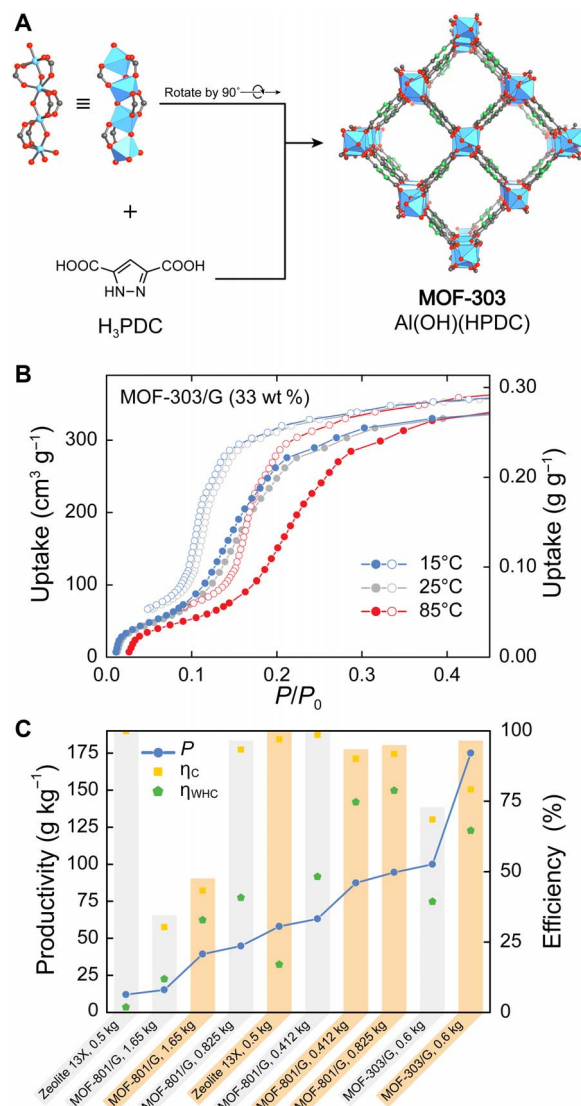 A
≡
Rotate by 90°
+
HOOC
COOH
HN−N
H₃PDC
MOF-303
Al(OH)(HPDC)
B
MOF-303/G (33 wt %)
Uptake (cm³ g⁻¹)
300
200
100
0
Uptake (g g⁻¹)
0.30
0.20
0.10
0.00
15°C
25°C
85°C
0.0 0.1 0.2 0.3 0.4
P/P₀
C
P
ηC
ηWHC
Productivity (g kg⁻¹)
175
150
125
100
75
50
25
0
Efficiency (%)
100
75
50
25
0
Zeolite 13X, 0.5 kg
MOF-801/G, 1.65 kg
MOF-801/G, 1.65 kg
MOF-801/G, 0.825 kg
Zeolite 13X, 0.5 kg
MOF-801/G, 0.412 kg
MOF-801/G, 0.412 kg
MOF-801/G, 0.825 kg
MOF-303/G, 0.6 kg
MOF-303/G, 0.6 kg